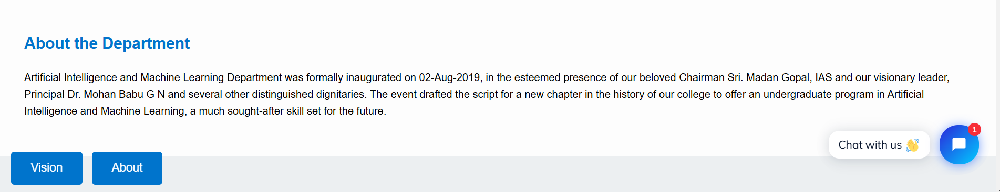 About the Department
Artificial Intelligence and Machine Learning Department was formally inaugurated on 02-Aug-2019, in the esteemed presence of our beloved Chairman Sri. Madan Gopal, IAS and our visionary leader,
Principal Dr. Mohan Babu G N and several other distinguished dignitaries. The event drafted the script for a new chapter in the history of our college to offer an undergraduate program in Artificial
Intelligence and Machine Learning, a much sought-after skill set for the future.
1
Chat with us 👋
Vision
About